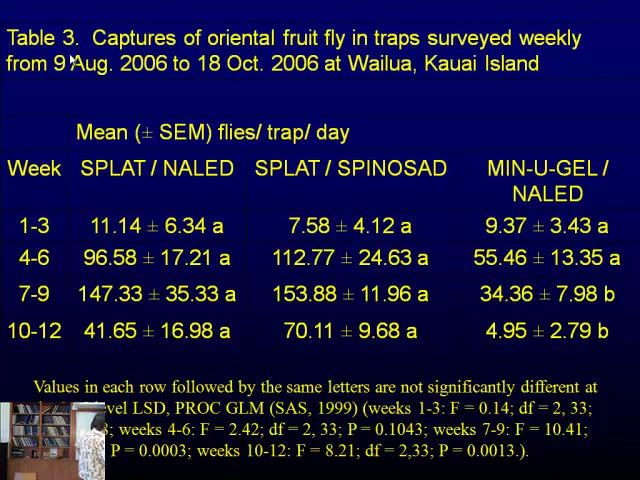 Table 3. Captures of oriental fruit fly in traps surveyed weekly
from 9 Aug. 2006 to 18 Oct. 2006 at Wailua, Kauai Island
Mean (± SEM) flies/ trap/ day
Week SPLAT / NALED SPLAT / SPINOSAD MIN-U-GEL /
NALED
1-3 11.14 ± 6.34 a 7.58 ± 4.12 a 9.37 ± 3.43 a
4-6 96.58 ± 17.21 a 112.77 ± 24.63 a 55.46 ± 13.35 a
7-9 147.33 ± 35.33 a 153.88 ± 11.96 a 34.36 ± 7.98 b
10-12 41.65 ± 16.98 a 70.11 ± 9.68 a 4.95 ± 2.79 b
Values in each row followed by the same letters are not significantly different at
LSD, PROC GLM (SAS, 1999) (weeks 1-3: F = 0.14; df = 2, 33;
weeks 4-6: F = 2.42; df = 2, 33; P = 0.1043; weeks 7-9: F = 10.41;
P = 0.0003; weeks 10-12: F = 8.21; df = 2,33; P = 0.0013.).